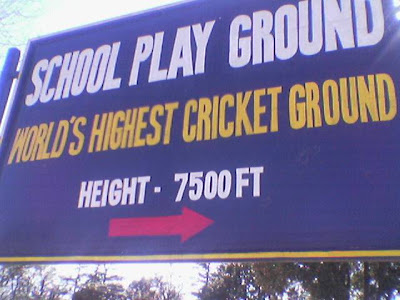 SCHOOL PLAY GROUND
WORLD'S HIGHEST CRICKET GROUND
HEIGHT - 7500 FT